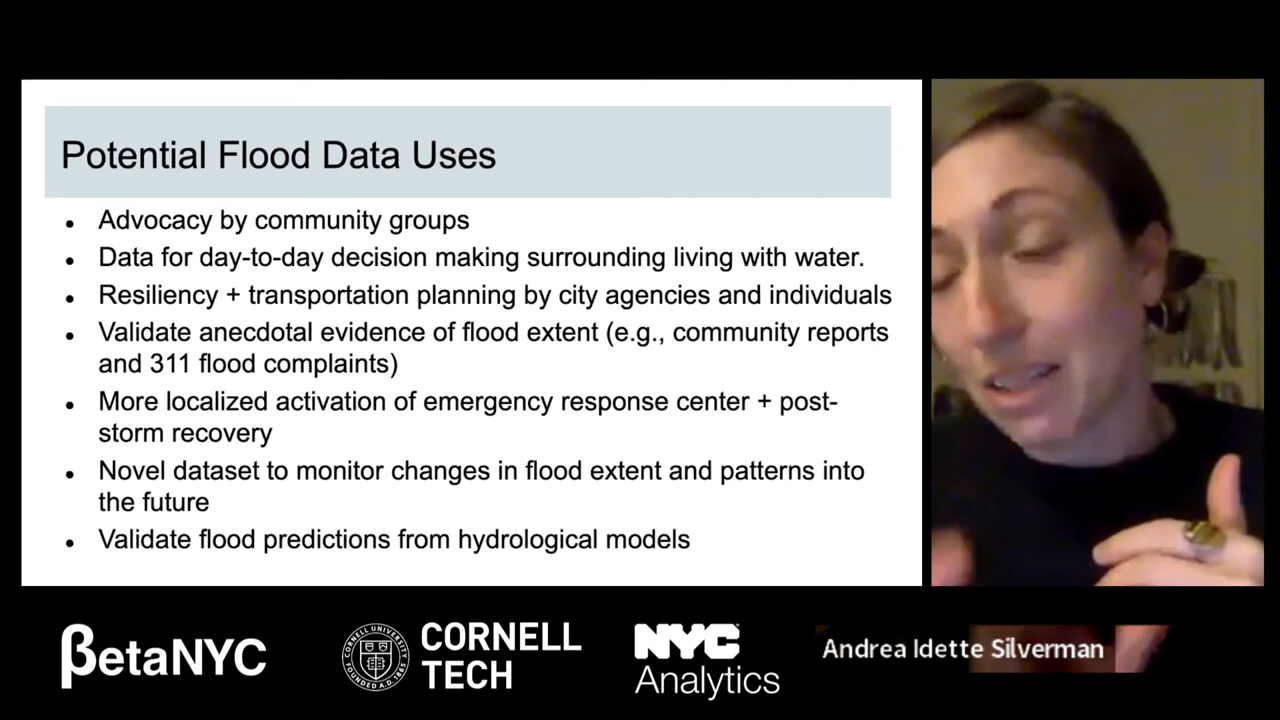 Potential Flood Data Uses
• Advocacy by community groups
• Data for day-to-day decision making surrounding living with water.
• Resiliency + transportation planning by city agencies and individuals
• Validate anecdotal evidence of flood extent (e.g., community reports
and 311 flood complaints)
• More localized activation of emergency response center + post-
storm recovery
• Novel dataset to monitor changes in flood extent and patterns into
the future
• Validate flood predictions from hydrological models
βetaNYC
CORNELL
TECH
NYC
Analytics
Andrea Idette Silverman